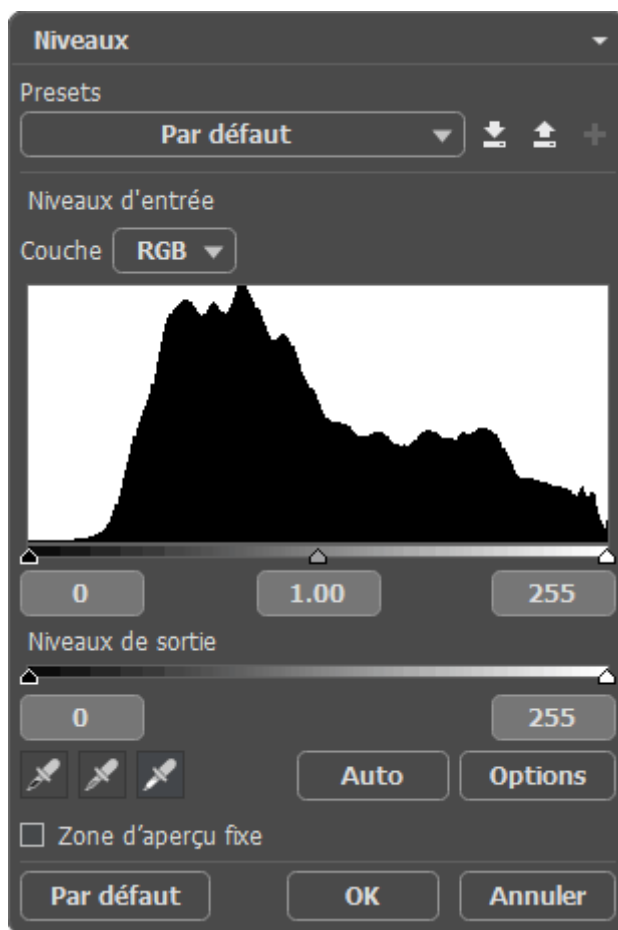 Niveaux
Presets
Par défaut
Niveaux d'entrée
Couche RGB
0 1.00 255
Niveaux de sortie
0 255
Auto Options
Zone d’aperçu fixe
Par défaut OK Annuler